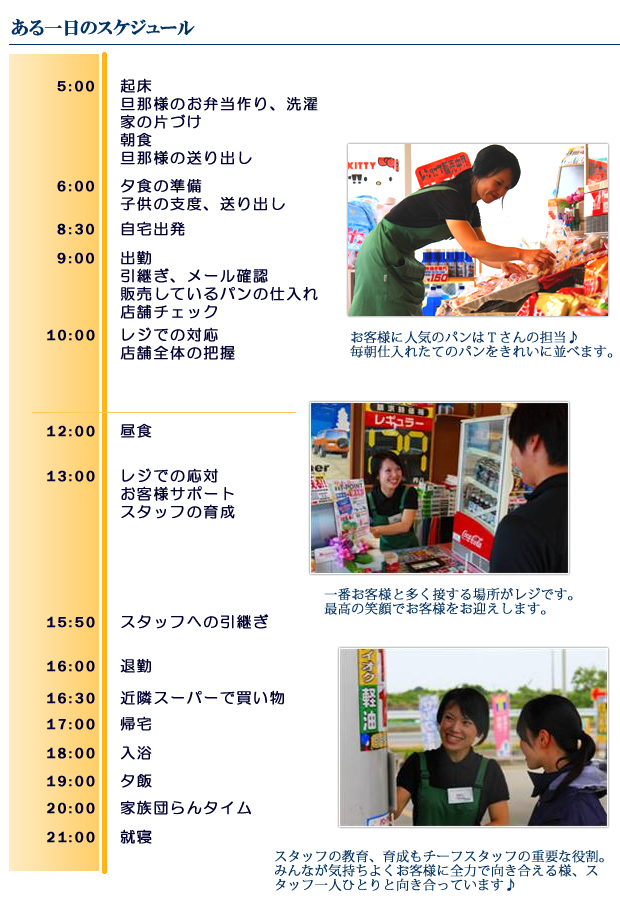 ある一日のスケジュール
5:00 起床
旦那様のお弁当作り、洗濯
家の片づけ
朝食
旦那様の送り出し
6:00 夕食の準備
子供の支度、送り出し
8:30 自宅出発
9:00 出勤
引継ぎ、メール確認
販売しているパンの仕入れ
店舗チェック
10:00 レジでの対応
店舗全体の把握
KITTY
150
お客様に人気のパンはTさんの担当♪
毎朝仕入れたてのパンをきれいに並べます。
12:00 昼食
13:00 レジでの応対
お客様サポート
スタッフの育成
レギュラー
Coca-Cola
一番お客様と多く接する場所がレジです。
最高の笑顔でお客様をお迎えします。
15:50 スタッフへの引継ぎ
16:00 退勤
16:30 近隣スーパーで買い物
17:00 帰宅
18:00 入浴
19:00 夕飯
20:00 家族団らんタイム
21:00 就寝
イオク
軽油
スタッフの教育、育成もチーフスタッフの重要な役割。
みんなが気持ちよくお客様に全力で向き合える様、ス
タッフ一人ひとりと向き合っています♪